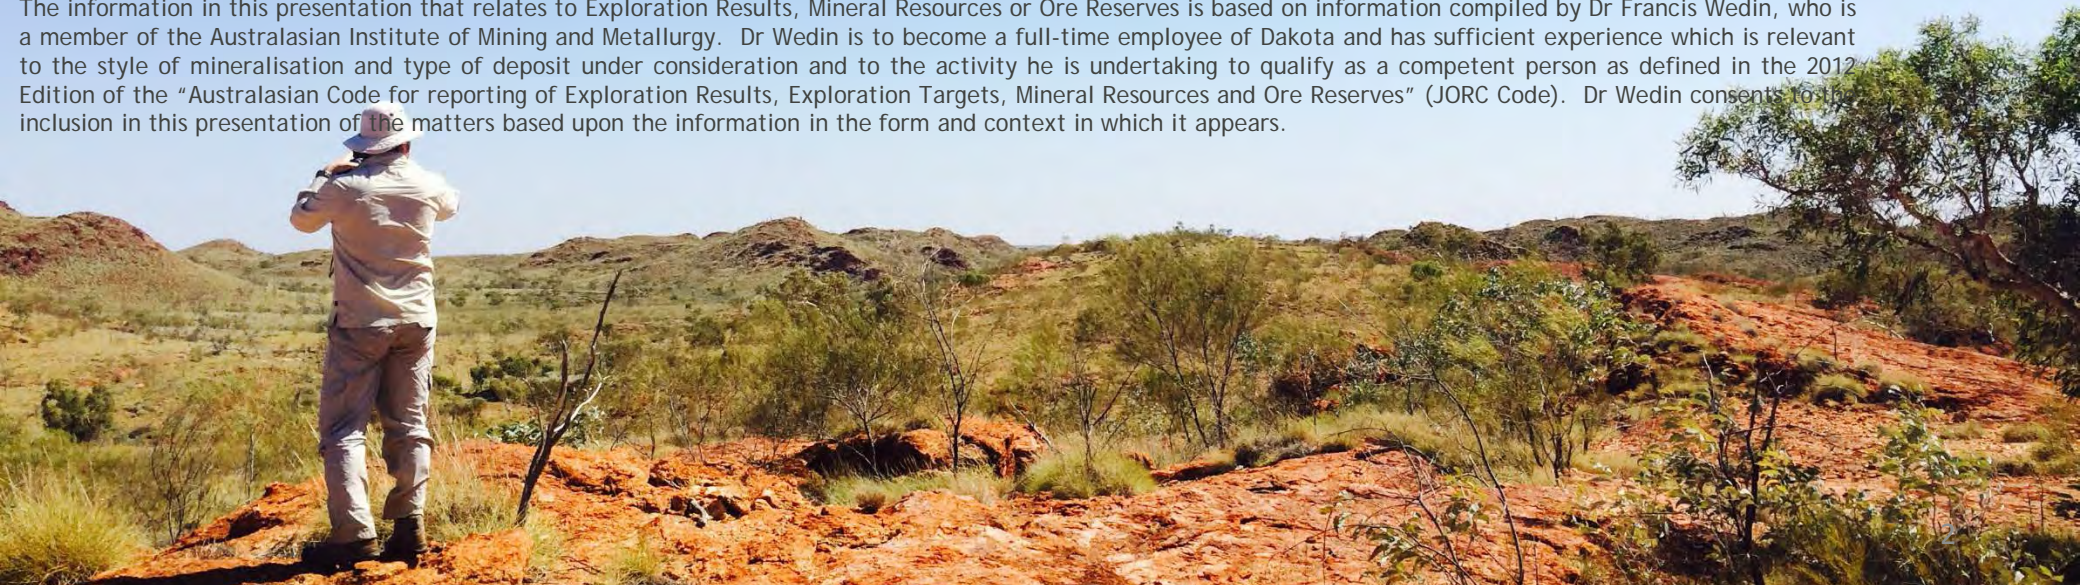 The information in this presentation that relates to Exploration Results, Mineral Resources or Ore Reserves is based on information compiled by Dr Francis Wedin, who is
a member of the Australasian Institute of Mining and Metallurgy. Dr Wedin is to become a full-time employee of Dakota and has sufficient experience which is relevant
to the style of mineralisation and type of deposit under consideration and to the activity he is undertaking to qualify as a competent person as defined in the 2012
Edition of the “Australasian Code for reporting of Exploration Results, Exploration Targets, Mineral Resources and Ore Reserves” (JORC Code). Dr Wedin consents to the
inclusion in this presentation of the matters based upon the information in the form and context in which it appears.
2